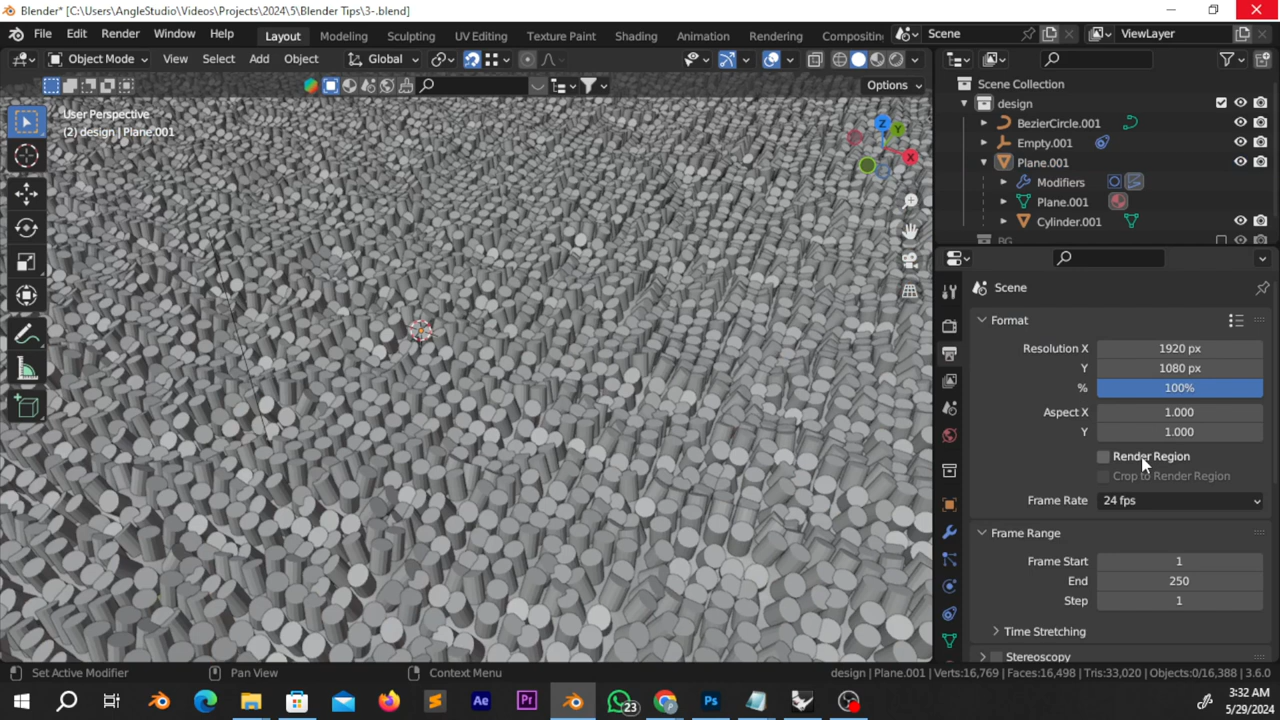 Blender* [C:\Users\AngleStudio\Videos\Projects\2024\5\Blender Tips\3-.blend]
File Edit Render Window Help Layout Modeling Sculpting UV Editing Texture Paint Shading Animation Rendering Compositin Scene ViewLayer
Object Mode View Select Add Object Global
Options
User Perspective
(2) design | Plane.001
Z
Y
X
Scene Collection
design
BezierCircle.001
Empty.001
Plane.001
Modifiers
Plane.001
Cylinder.001
BG
Scene
Format
Resolution X 1920 px
Y 1080 px
% 100%
Aspect X 1.000
Y 1.000
Render Region
Crop to Render Region
Frame Rate 24 fps
Frame Range
Frame Start 1
End 250
Step 1
Time Stretching
Stereoscopy
Set Active Modifier Pan View Context Menu design | Plane.001 | Verts:16,769 | Faces:16,498 | Tris:33,020 | Objects:0/16,388 | 3.6.0
Ae Pr 23 Ps
3:32 AM
5/29/2024